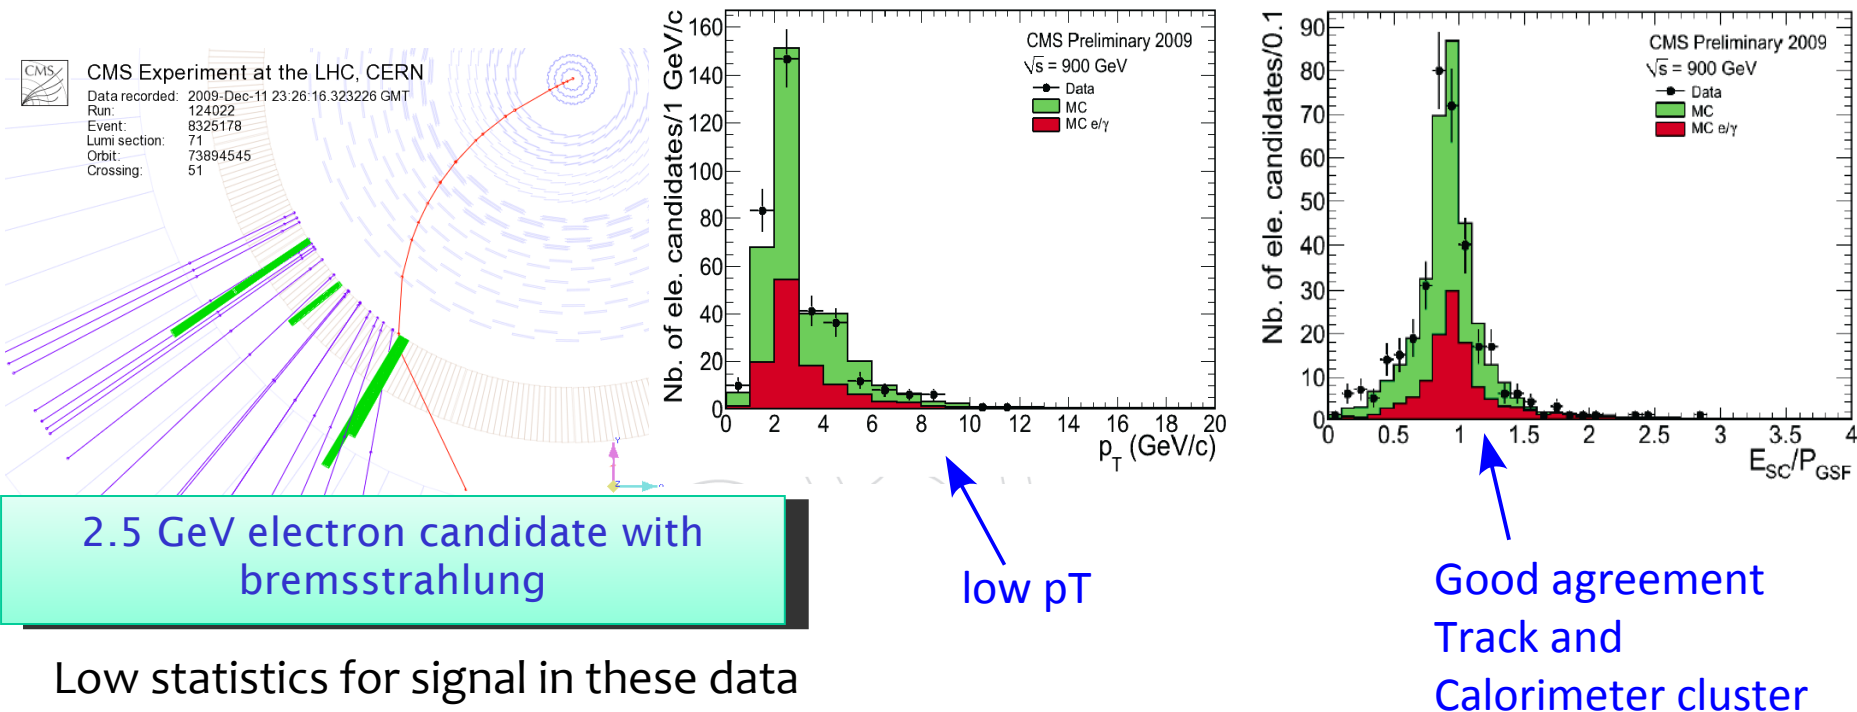 CMS
CMS Experiment at the LHC, CERN
Data recorded: 2009-Dec-11 23:26:16.323226 GMT
Run: 124022
Event: 8325178
Lumi section: 71
Orbit: 73894545
Crossing: 51
Y
Z
2.5 GeV electron candidate with
bremsstrahlung
Low statistics for signal in these data
Nb. of ele. candidates/1 GeV/c
160
140
120
100
80
60
40
20
0
CMS Preliminary 2009
√s = 900 GeV
Data
MC
MC e/γ
0 2 4 6 8 10 12 14 16 18 20
p_T (GeV/c)
low pT
Nb. of ele. candidates/0.1
90
80
70
60
50
40
30
20
10
0
CMS Preliminary 2009
√s = 900 GeV
Data
MC
MC e/γ
0 0.5 1 1.5 2 2.5 3 3.5 4
E_SC/P_GSF
Good agreement
Track and
Calorimeter cluster